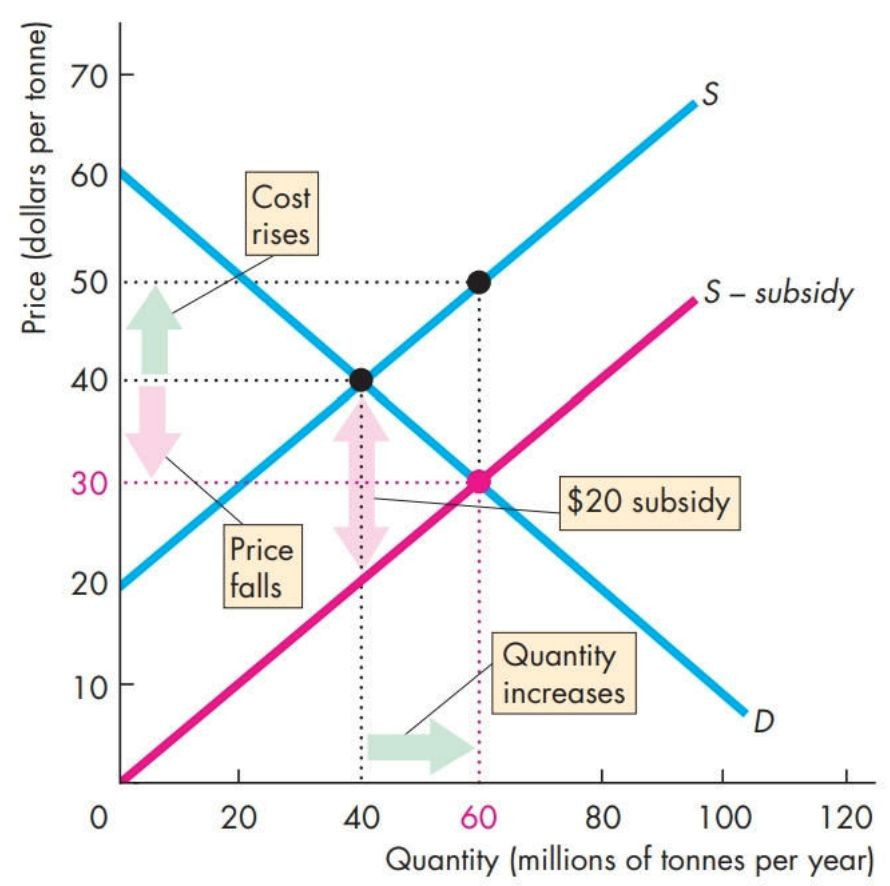 Price (dollars per tonne)
70
60
50
40
30
20
10
0
20
40
60
80
100
120
Quantity (millions of tonnes per year)
S
S – subsidy
D
Cost
rises
Price
falls
$20 subsidy
Quantity
increases